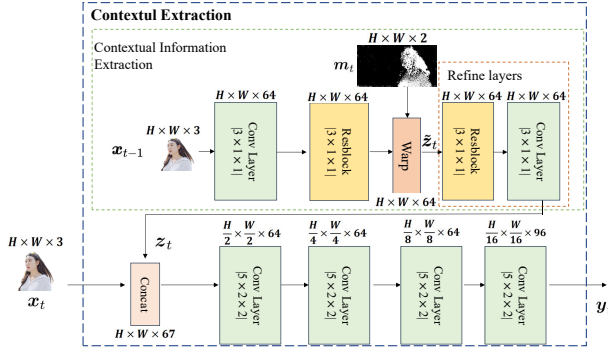 Contextul Extraction
Contextual Information
Extraction
H × W × 2
m_t
Refine layers
H × W × 64
H × W × 64
H × W × 64
H × W × 64
H × W × 3
x_{t−1}
Conv Layer
|3 × 1 × 1|
Resblock
|3 × 1 × 1|
Warp
z̃_t
Resblock
|3 × 1 × 1|
Conv Layer
|3 × 1 × 1|
H × W × 64
z_t
H × W × 3
x_t
Concat
H × W × 67
H/2 × W/2 × 64
H/4 × W/4 × 64
H/8 × W/8 × 64
H/16 × W/16 × 96
Conv Layer
|5 × 2 × 2|
Conv Layer
|5 × 2 × 2|
Conv Layer
|5 × 2 × 2|
Conv Layer
|5 × 2 × 2|
y